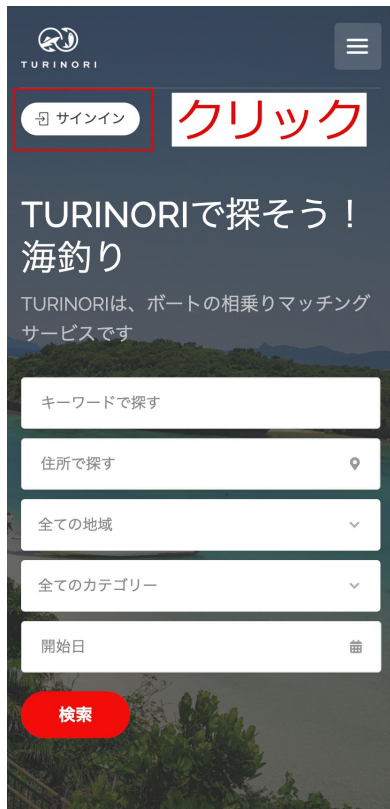 TURINORI
サインイン
クリック
TURINORIで探そう！
海釣り
TURINORIは、ボートの相乗りマッチング
サービスです
キーワードで探す
住所で探す
全ての地域
全てのカテゴリー
開始日
検索